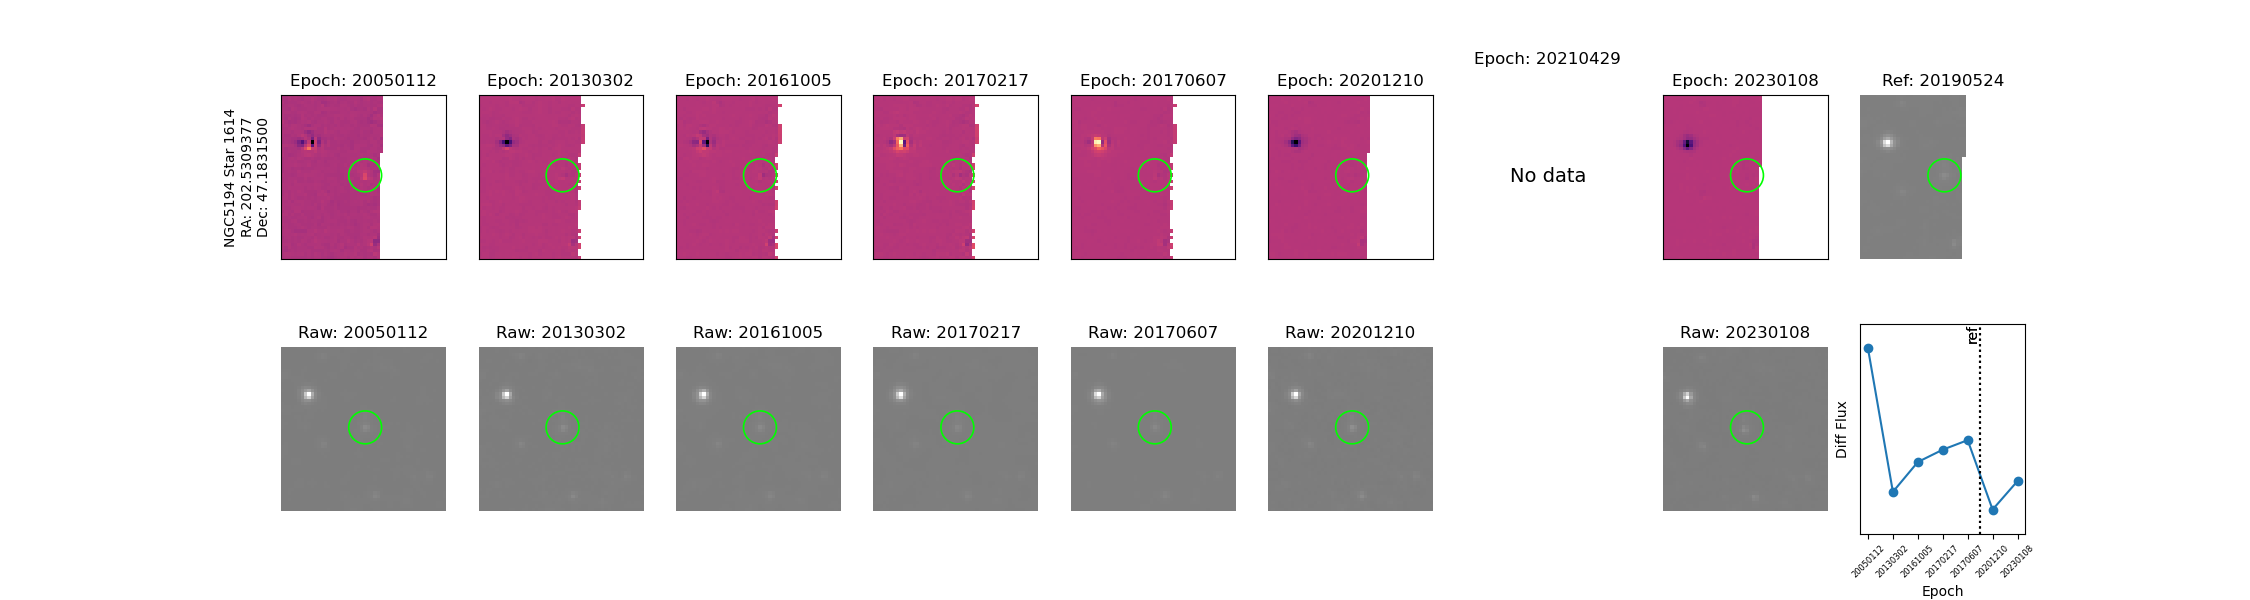 Epoch: 20210429
Epoch: 20050112
Epoch: 20130302
Epoch: 20161005
Epoch: 20170217
Epoch: 20170607
Epoch: 20201210
Epoch: 20230108
Ref: 20190524
NGC5194 Star 1614
RA: 202.5309377
Dec: 47.1831500
No data
Raw: 20050112
Raw: 20130302
Raw: 20161005
Raw: 20170217
Raw: 20170607
Raw: 20201210
Raw: 20230108
ref
Diff Flux
20050112
20130302
20161005
20170217
20170607
20201210
20230108
Epoch